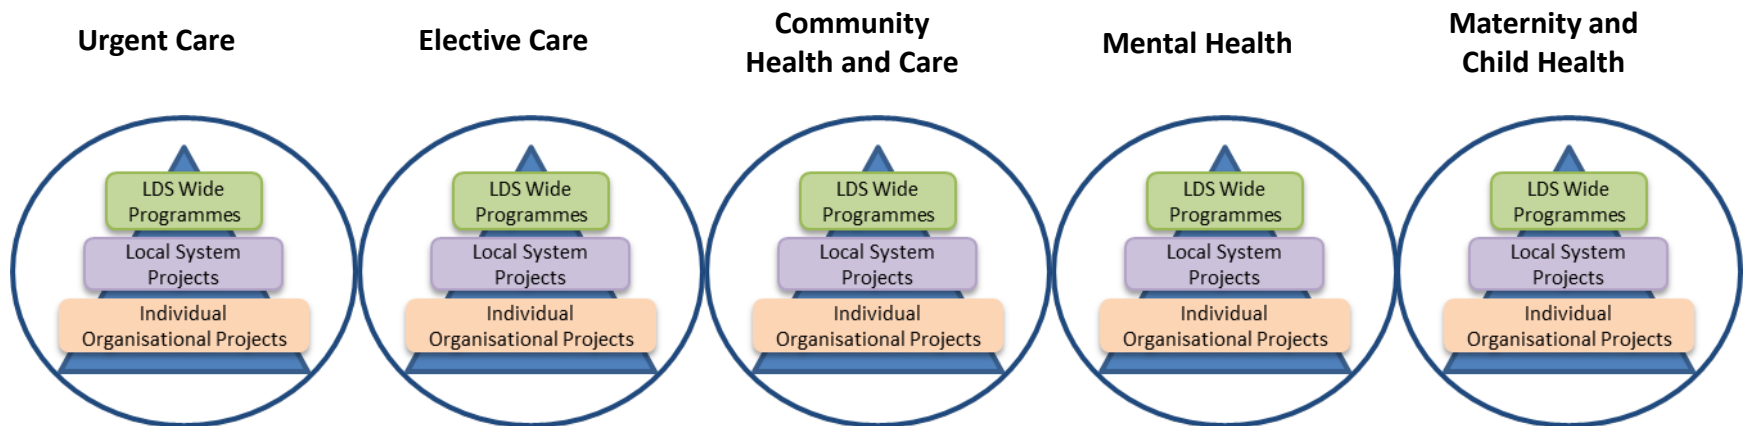 Urgent Care
Elective Care
Community
Health and Care
Mental Health
Maternity and
Child Health
LDS Wide
Programmes
Local System
Projects
Individual
Organisational Projects
LDS Wide
Programmes
Local System
Projects
Individual
Organisational Projects
LDS Wide
Programmes
Local System
Projects
Individual
Organisational Projects
LDS Wide
Programmes
Local System
Projects
Individual
Organisational Projects
LDS Wide
Programmes
Local System
Projects
Individual
Organisational Projects